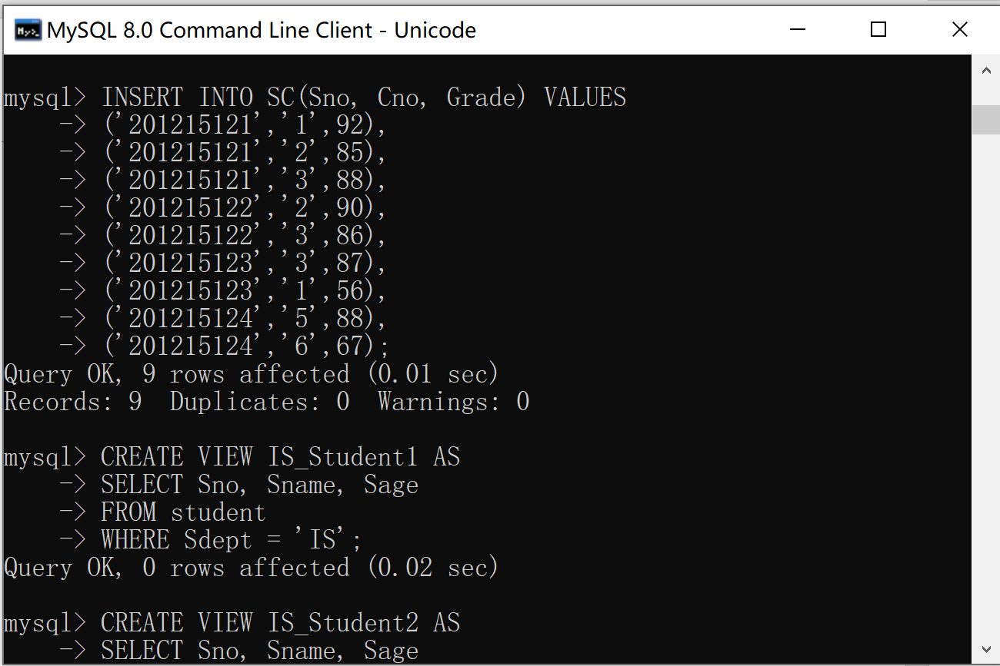 MySQL 8.0 Command Line Client - Unicode
mysql> INSERT INTO SC(Sno, Cno, Grade) VALUES
    -> ('201215121','1',92),
    -> ('201215121','2',85),
    -> ('201215121','3',88),
    -> ('201215122','2',90),
    -> ('201215122','3',86),
    -> ('201215123','3',87),
    -> ('201215123','1',56),
    -> ('201215124','5',88),
    -> ('201215124','6',67);
Query OK, 9 rows affected (0.01 sec)
Records: 9  Duplicates: 0  Warnings: 0
mysql> CREATE VIEW IS_Student1 AS
    -> SELECT Sno, Sname, Sage
    -> FROM student
    -> WHERE Sdept = 'IS';
Query OK, 0 rows affected (0.02 sec)
mysql> CREATE VIEW IS_Student2 AS
    -> SELECT Sno, Sname, Sage